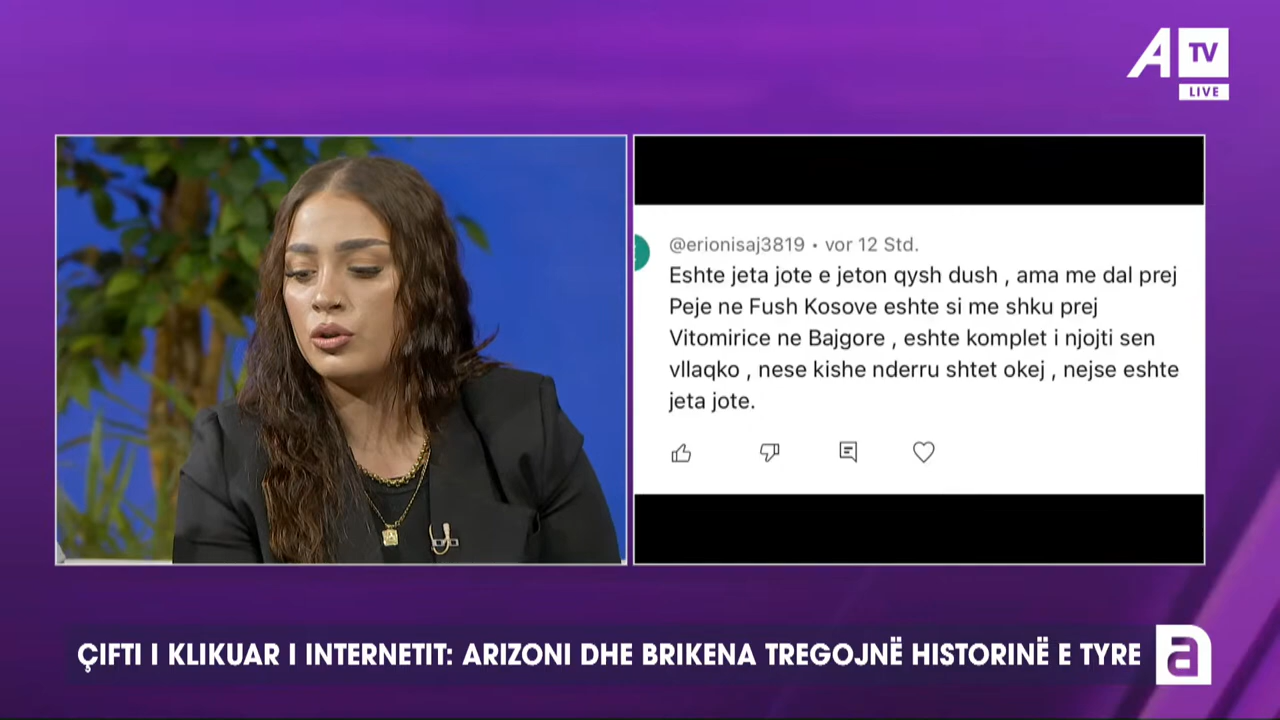 A TV
LIVE
@erionisaj3819 • vor 12 Std.
Eshte jeta jote e jeton qysh dush , ama me dal prej
Peje ne Fush Kosove eshte si me shku prej
Vitomirice ne Bajgore , eshte komplet i njojti sen
vllaqko , nese kishe nderru shtet okej , nejse eshte
jeta jote.
ÇIFTI I KLIKUAR I INTERNETIT: ARIZONI DHE BRIKENA TREGOJNË HISTORINË E TYRE
a